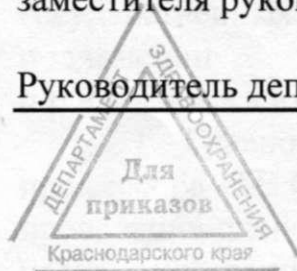 заместителя руко
Руководитель деп
ДЕПАРТАМЕНТ
ЗДРАВООХРАНЕНИЯ
Для
приказов
Краснодарского края